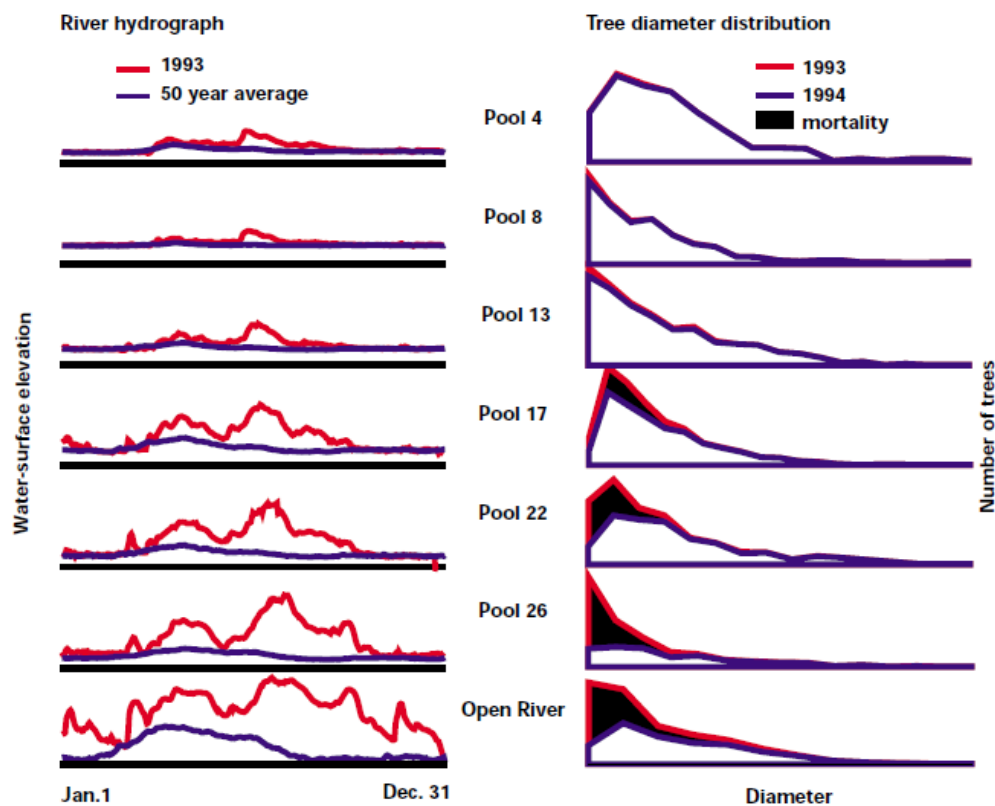 River hydrograph
Tree diameter distribution
1993
50 year average
1993
1994
mortality
Pool 4
Pool 8
Pool 13
Pool 17
Pool 22
Pool 26
Open River
Water-surface elevation
Number of trees
Jan.1
Dec. 31
Diameter